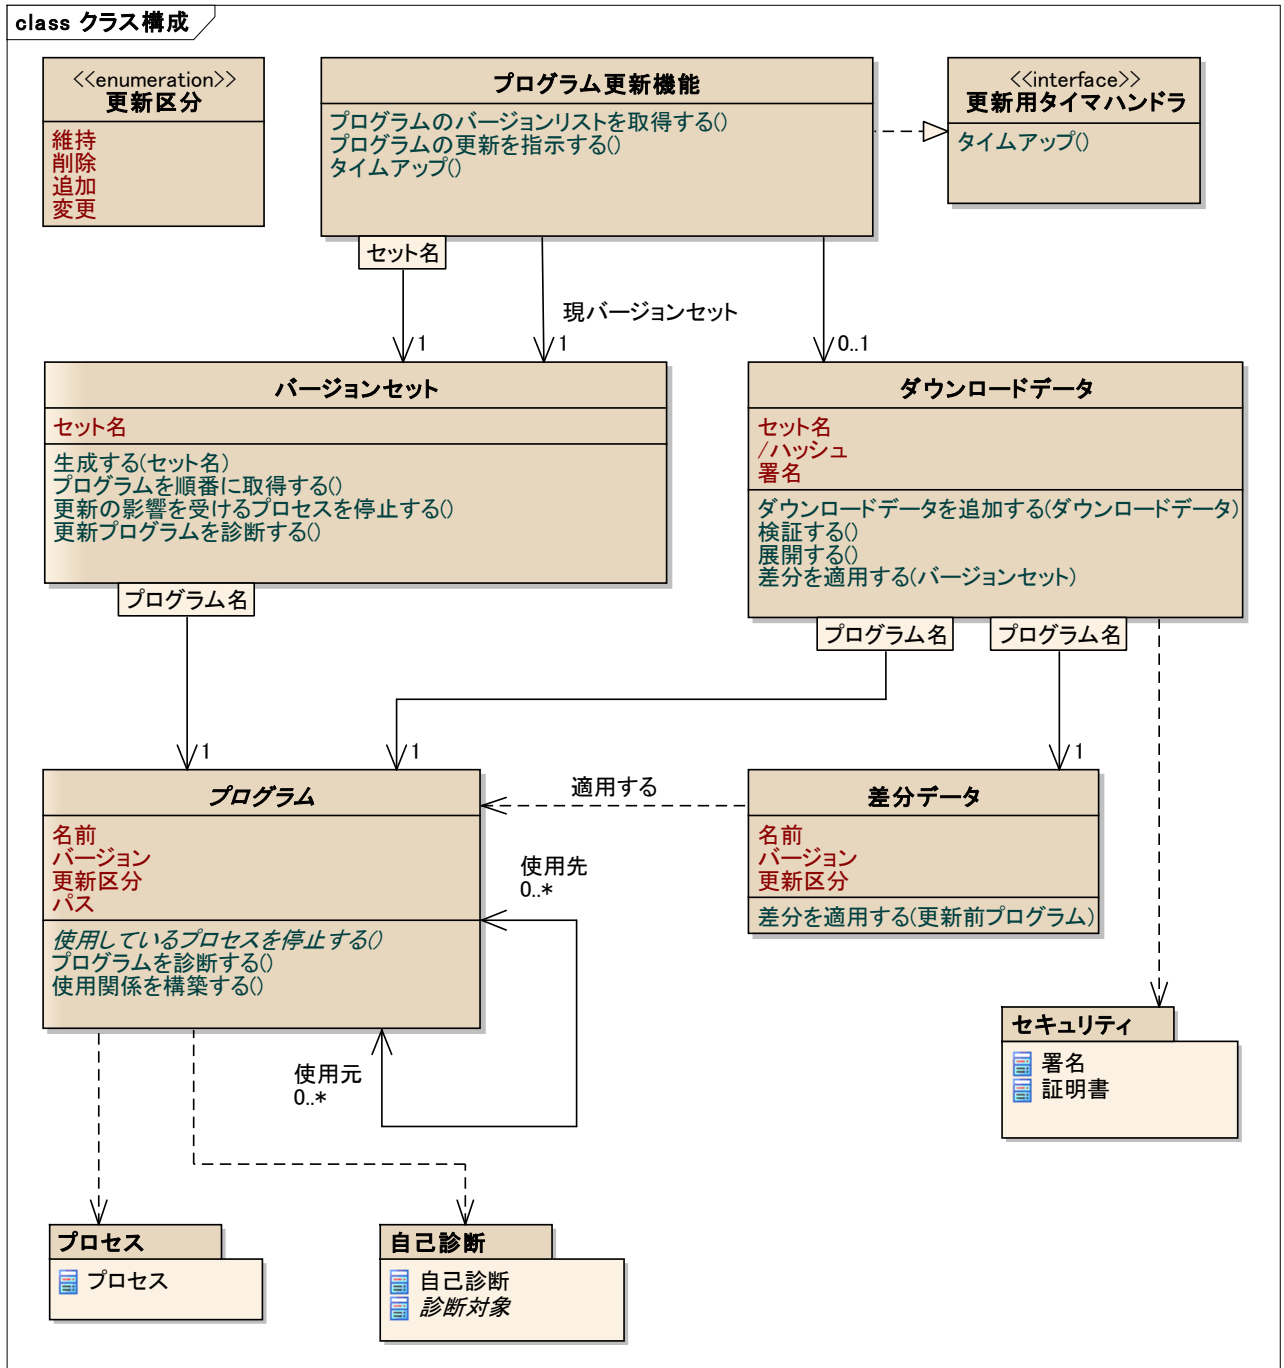 class クラス構成
<<enumeration>>
更新区分
維持
削除
追加
変更
プログラム更新機能
プログラムのバージョンリストを取得する()
プログラムの更新を指示する()
タイムアップ()
<<interface>>
更新用タイマハンドラ
タイムアップ()
セット名
現バージョンセット
1
1
0..1
バージョンセット
セット名
生成する(セット名)
プログラムを順番に取得する()
更新の影響を受けるプロセスを停止する()
更新プログラムを診断する()
ダウンロードデータ
セット名
/ハッシュ
署名
ダウンロードデータを追加する(ダウンロードデータ)
検証する()
展開する()
差分を適用する(バージョンセット)
プログラム名
プログラム名
プログラム名
1
1
1
プログラム
名前
バージョン
更新区分
パス
使用しているプロセスを停止する()
プログラムを診断する()
使用関係を構築する()
適用する
使用先
0..*
差分データ
名前
バージョン
更新区分
差分を適用する(更新前プログラム)
使用元
0..*
セキュリティ
署名
証明書
プロセス
プロセス
自己診断
自己診断
診断対象